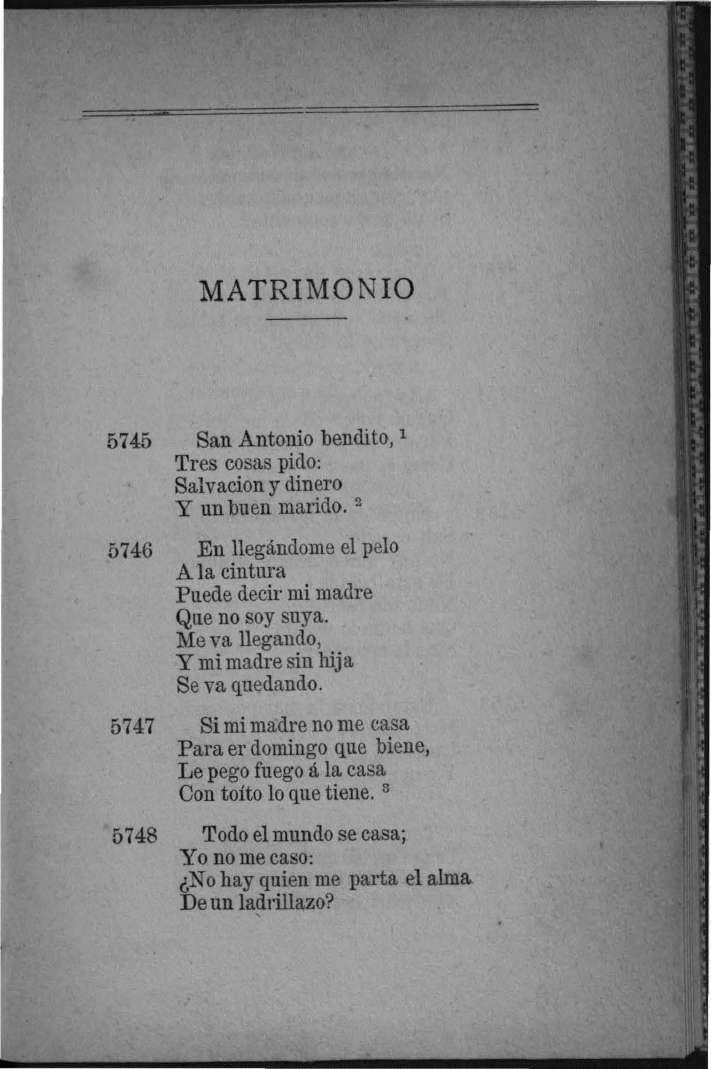 MATRIMONIO
5745 San Antonio bendito, ¹
Tres cosas pido:
Salvacion y dinero
Y un buen marido. ²
5746 En llegándome el pelo
A la cintura
Puede decir mi madre
Que no soy suya.
Me va llegando,
Y mi madre sin hija
Se va quedando.
5747 Si mi madre no me casa
Para er domingo que biene,
Le pego fuego á la casa
Con toíto lo que tiene. ³
5748 Todo el mundo se casa;
Yo no me caso:
¿No hay quien me parta el alma
De un ladrillazo?